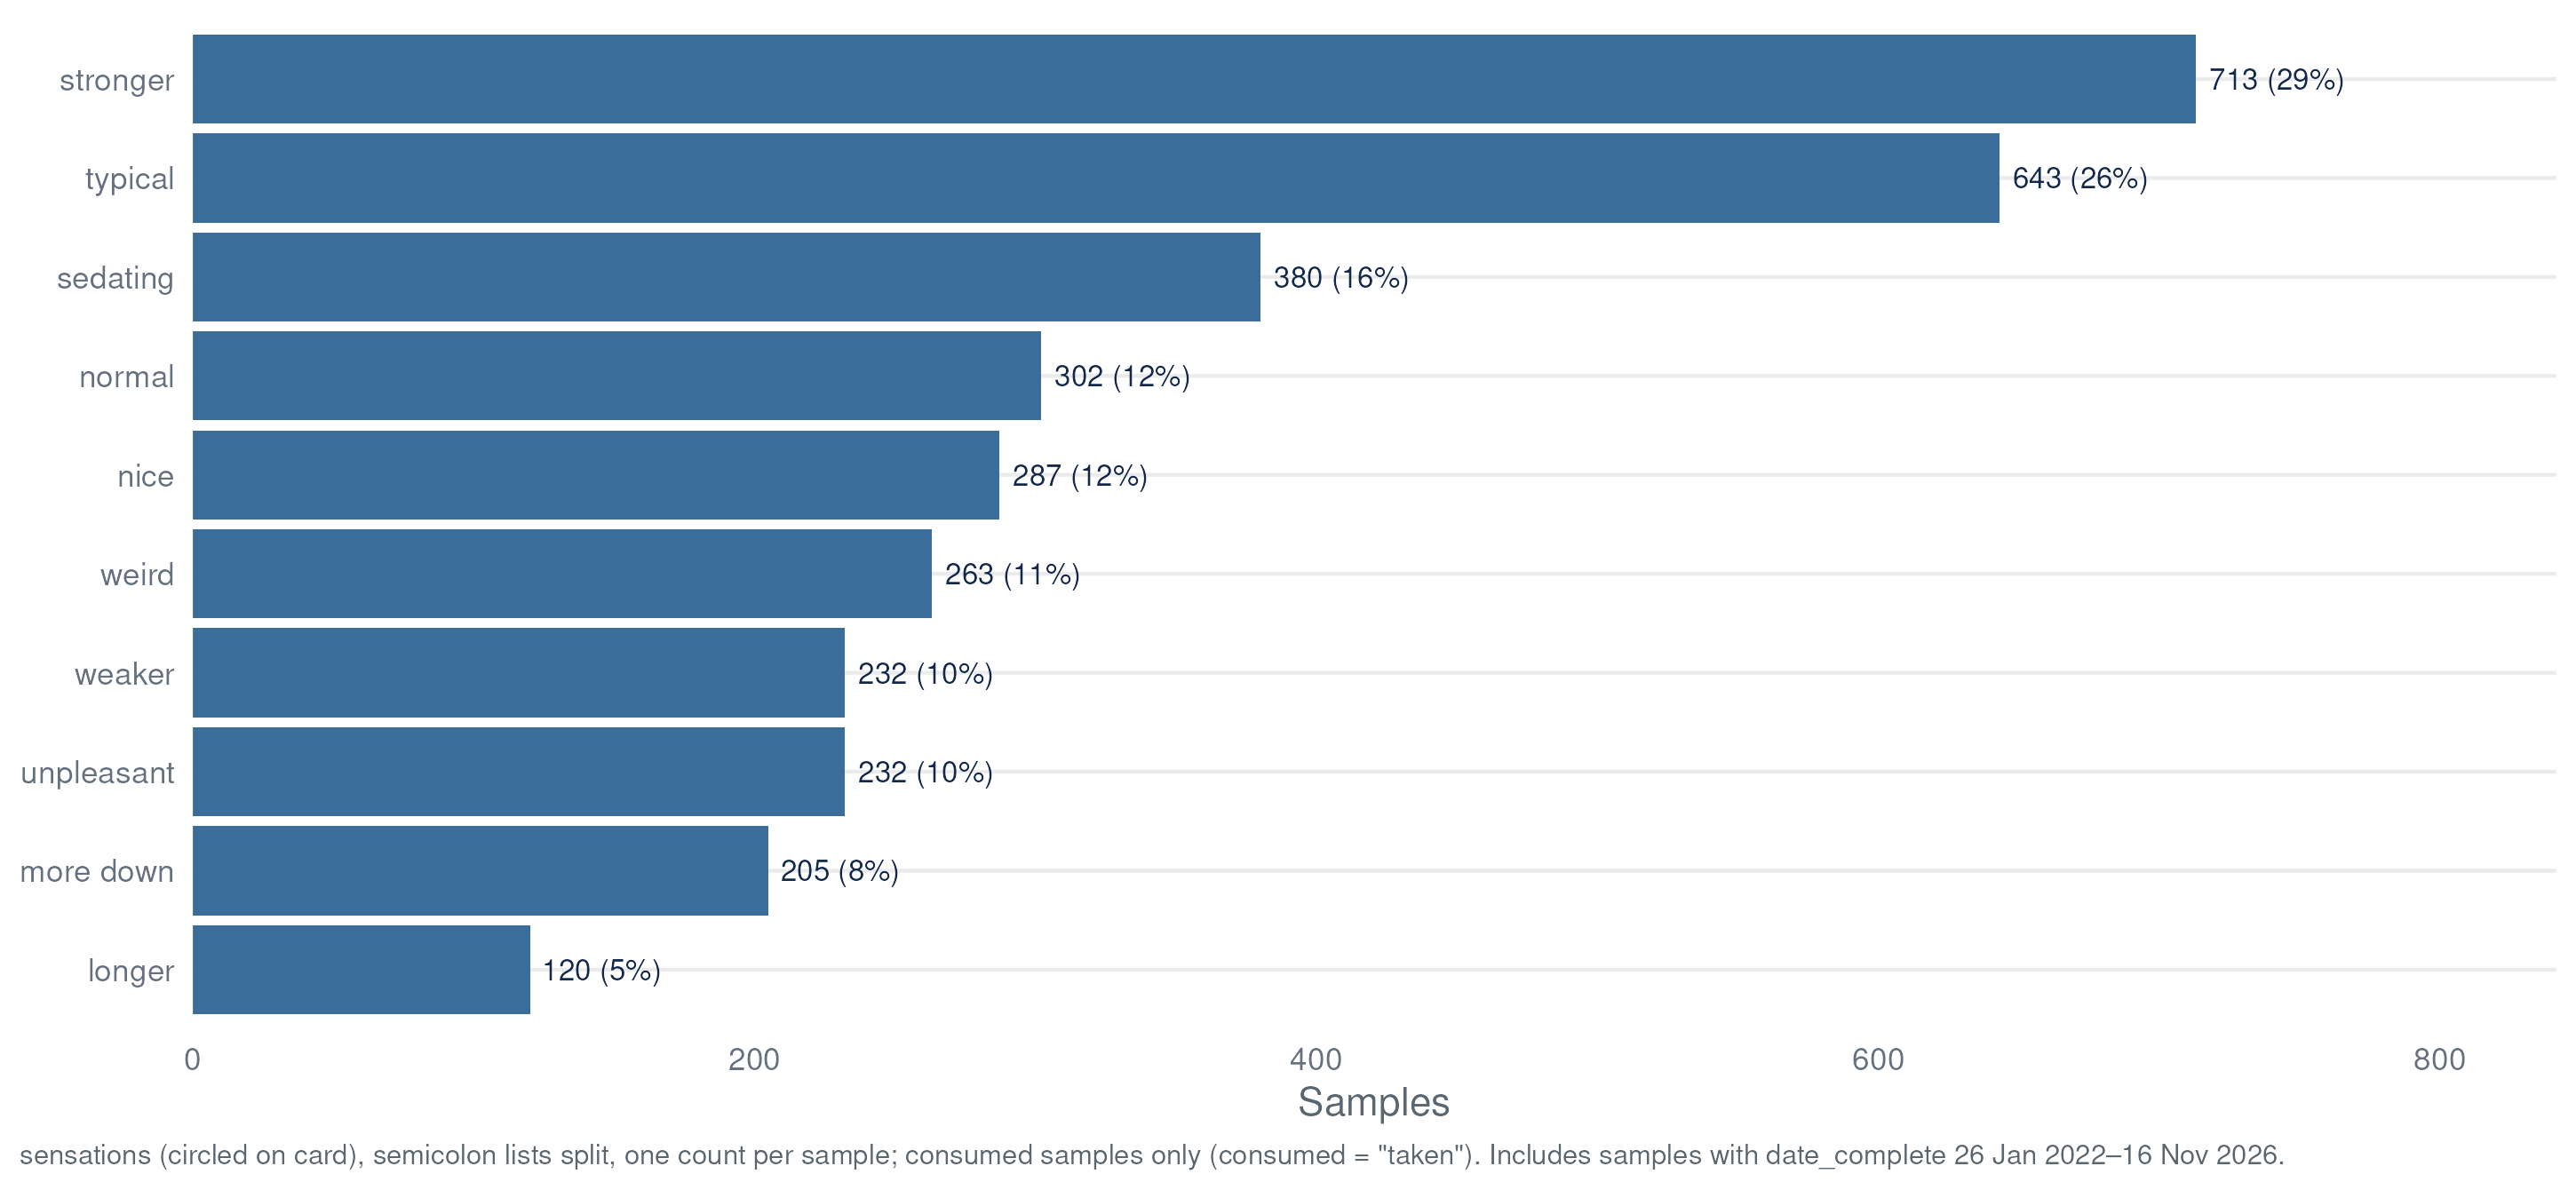 stronger 713 (29%)
typical 643 (26%)
sedating 380 (16%)
normal 302 (12%)
nice 287 (12%)
weird 263 (11%)
weaker 232 (10%)
unpleasant 232 (10%)
more down 205 (8%)
longer 120 (5%)
0 200 400 600 800
Samples
sensations (circled on card), semicolon lists split, one count per sample; consumed samples only (consumed = "taken"). Includes samples with date_complete 26 Jan 2022–16 Nov 2026.